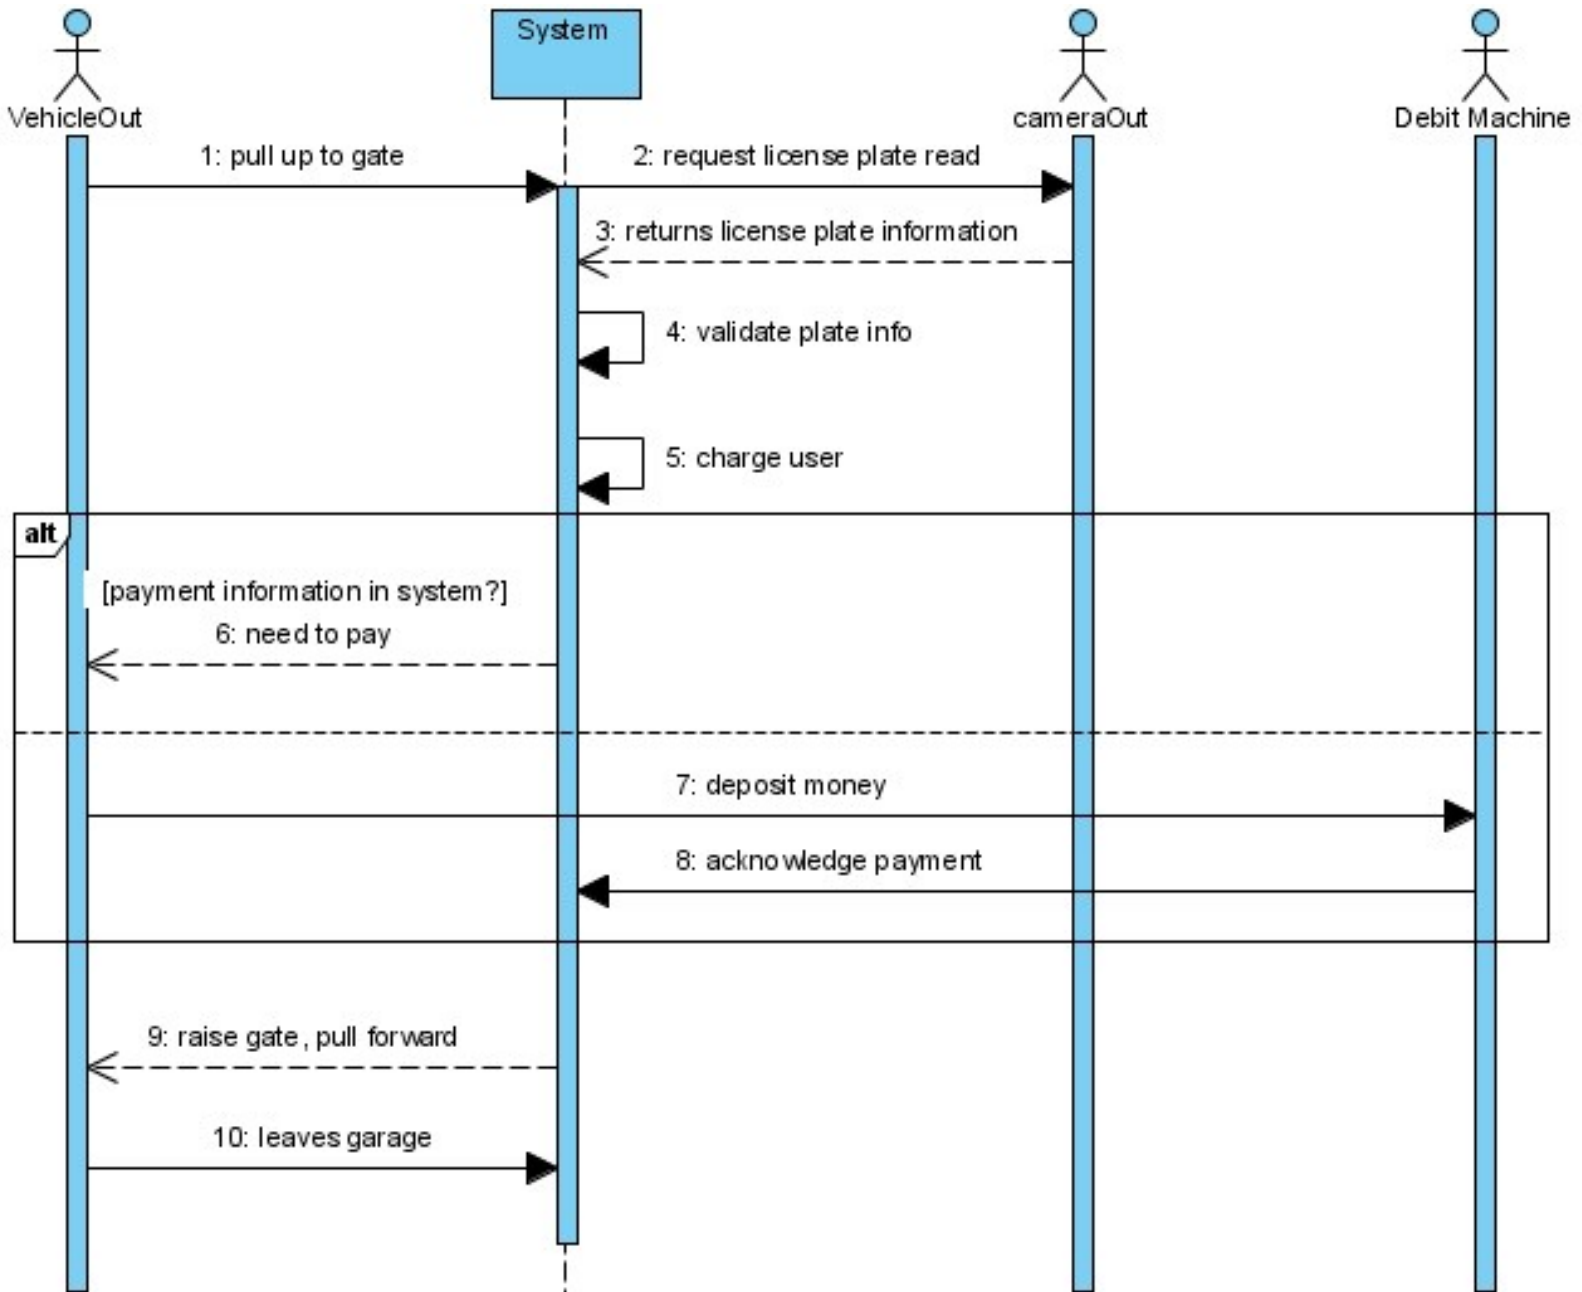 System
VehicleOut
cameraOut
Debit Machine
1: pull up to gate
2: request license plate read
3: returns license plate information
4: validate plate info
5: charge user
alt
[payment information in system?]
6: need to pay
7: deposit money
8: acknowledge payment
9: raise gate, pull forward
10: leaves garage